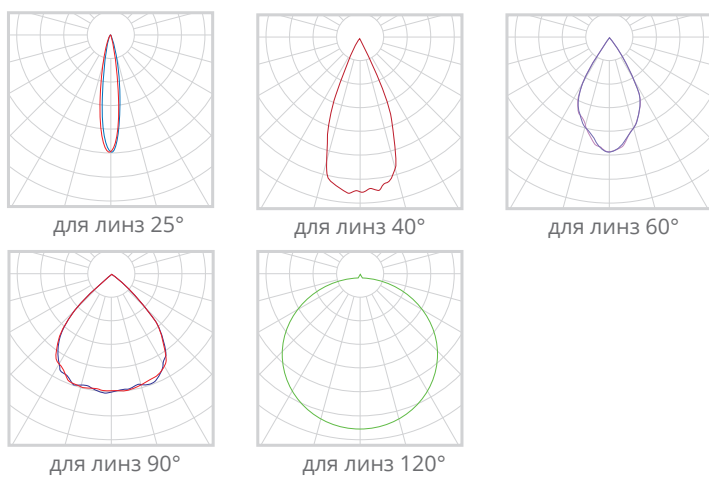 для линз 25°
для линз 40°
для линз 60°
для линз 90°
для линз 120°